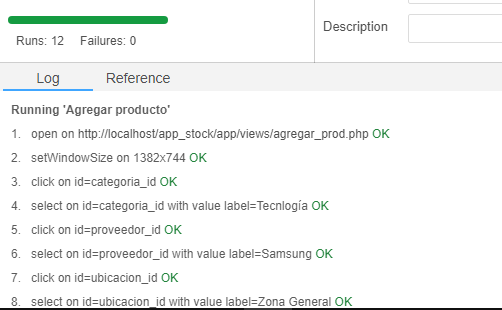 Runs: 12 Failures: 0
Description
Log Reference
Running 'Agregar producto'
1. open on http://localhost/app_stock/app/views/agregar_prod.php OK
2. setWindowSize on 1382x744 OK
3. click on id=categoria_id OK
4. select on id=categoria_id with value label=Tecnlogía OK
5. click on id=proveedor_id OK
6. select on id=proveedor_id with value label=Samsung OK
7. click on id=ubicacion_id OK
8. select on id=ubicacion_id with value label=Zona General OK